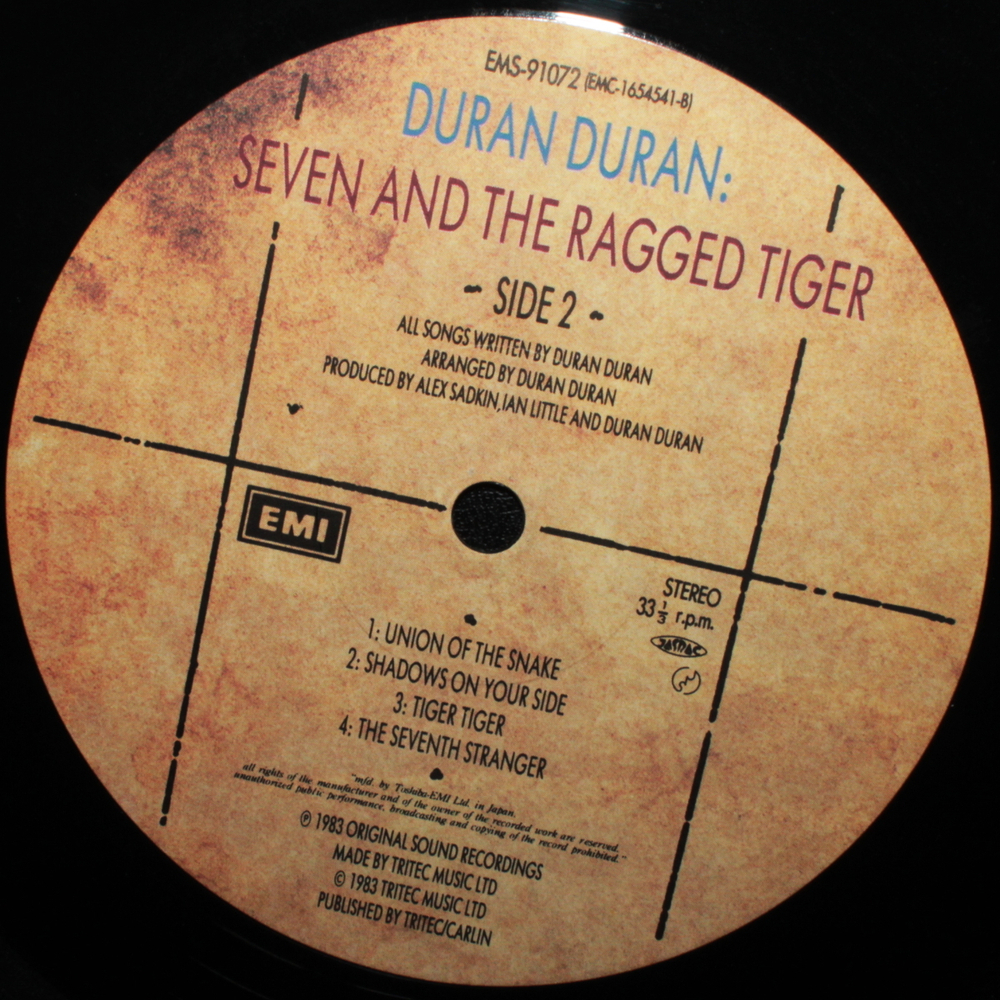 EMS-91072 (EMC-1654541-B)
DURAN DURAN:
SEVEN AND THE RAGGED TIGER
- SIDE 2 -
ALL SONGS WRITTEN BY DURAN DURAN
ARRANGED BY DURAN DURAN
PRODUCED BY ALEX SADKIN, IAN LITTLE AND DURAN DURAN
EMI
STEREO
33 1/3 r.p.m.
JASRAC
1: UNION OF THE SNAKE
2: SHADOWS ON YOUR SIDE
3: TIGER TIGER
4: THE SEVENTH STRANGER
"mfd. by Toshiba-EMI Ltd. in Japan.
all rights of the manufacturer and of the owner of the recorded work are reserved.
unauthorized public performance, broadcasting and copying of the record prohibited."
℗ 1983 ORIGINAL SOUND RECORDINGS
MADE BY TRITEC MUSIC LTD
© 1983 TRITEC MUSIC LTD
PUBLISHED BY TRITEC/CARLIN